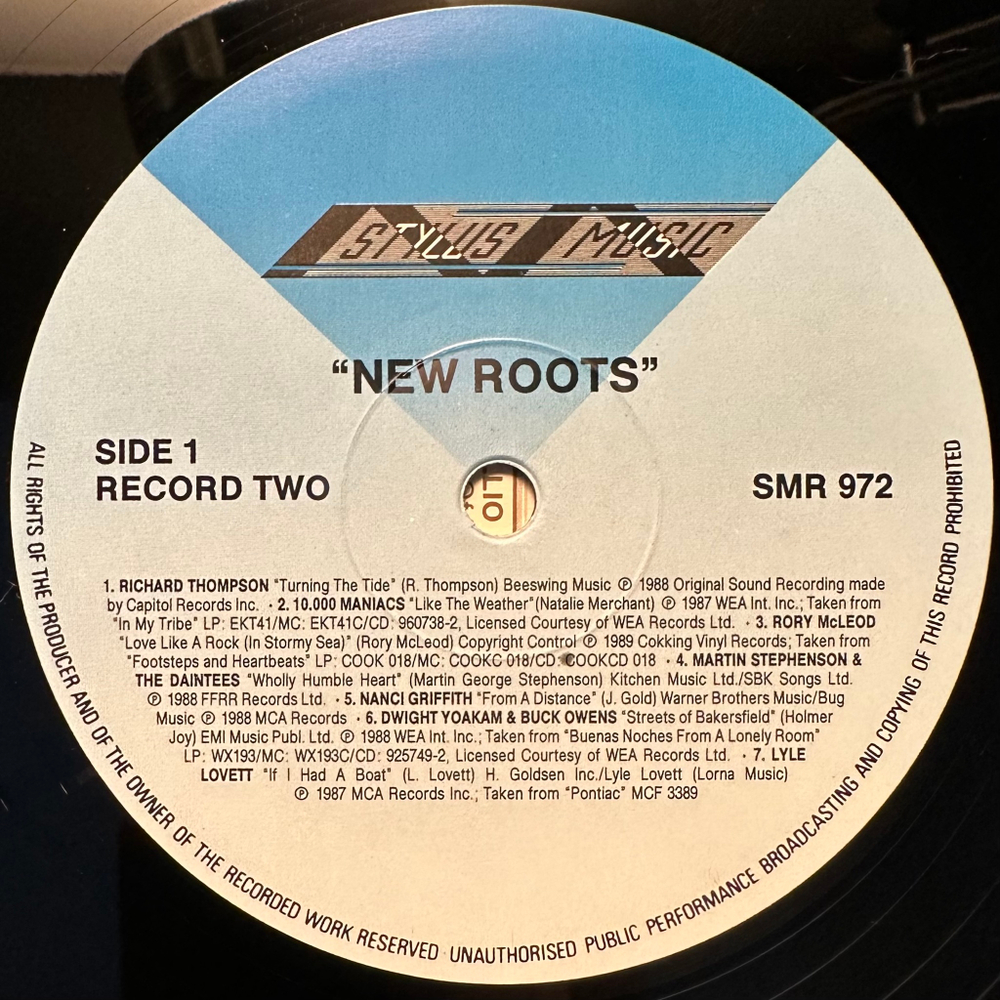 STYLUS MUSIC
“NEW ROOTS”
SIDE 1
RECORD TWO
SMR 972
1. RICHARD THOMPSON "Turning The Tide" (R. Thompson) Beeswing Music ℗ 1988 Original Sound Recording made
by Capitol Records Inc. · 2. 10.000 MANIACS "Like The Weather"(Natalie Merchant) ℗ 1987 WEA Int. Inc.; Taken from
"In My Tribe" LP: EKT41/MC: EKT41C/CD: 960738-2, Licensed Courtesy of WEA Records Ltd. · 3. RORY McLEOD
"Love Like A Rock (In Stormy Sea)" (Rory McLeod) Copyright Control ℗ 1989 Cokking Vinyl Records; Taken from
"Footsteps and Heartbeats" LP: COOK 018/MC: COOKC 018/CD: COOKCD 018 · 4. MARTIN STEPHENSON &
THE DAINTEES "Wholly Humble Heart" (Martin George Stephenson) Kitchen Music Ltd./SBK Songs Ltd.
℗ 1988 FFRR Records Ltd. · 5. NANCI GRIFFITH "From A Distance" (J. Gold) Warner Brothers Music/Bug
Music ℗ 1988 MCA Records · 6. DWIGHT YOAKAM & BUCK OWENS "Streets of Bakersfield" (Holmer
Joy) EMI Music Publ. Ltd. ℗ 1988 WEA Int. Inc.; Taken from "Buenas Noches From A Lonely Room"
LP: WX193/MC: WX193C/CD: 925749-2, Licensed Courtesy of WEA Records Ltd. · 7. LYLE
LOVETT "If I Had A Boat" (L. Lovett) H. Goldsen Inc./Lyle Lovett (Lorna Music)
℗ 1987 MCA Records Inc.; Taken from "Pontiac" MCF 3389
ALL RIGHTS OF THE PRODUCER AND OF THE OWNER OF THE RECORDED WORK RESERVED · UNAUTHORISED PUBLIC PERFORMANCE BROADCASTING AND COPYING OF THIS RECORD PROHIBITED